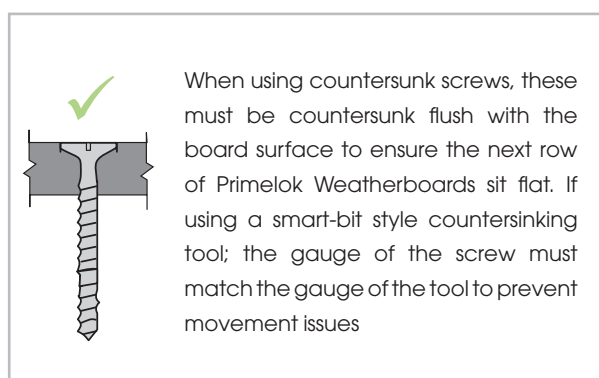 When using countersunk screws, these
must be countersunk flush with the
board surface to ensure the next row
of Primelok Weatherboards sit flat. If
using a smart-bit style countersinking
tool; the gauge of the screw must
match the gauge of the tool to prevent
movement issues